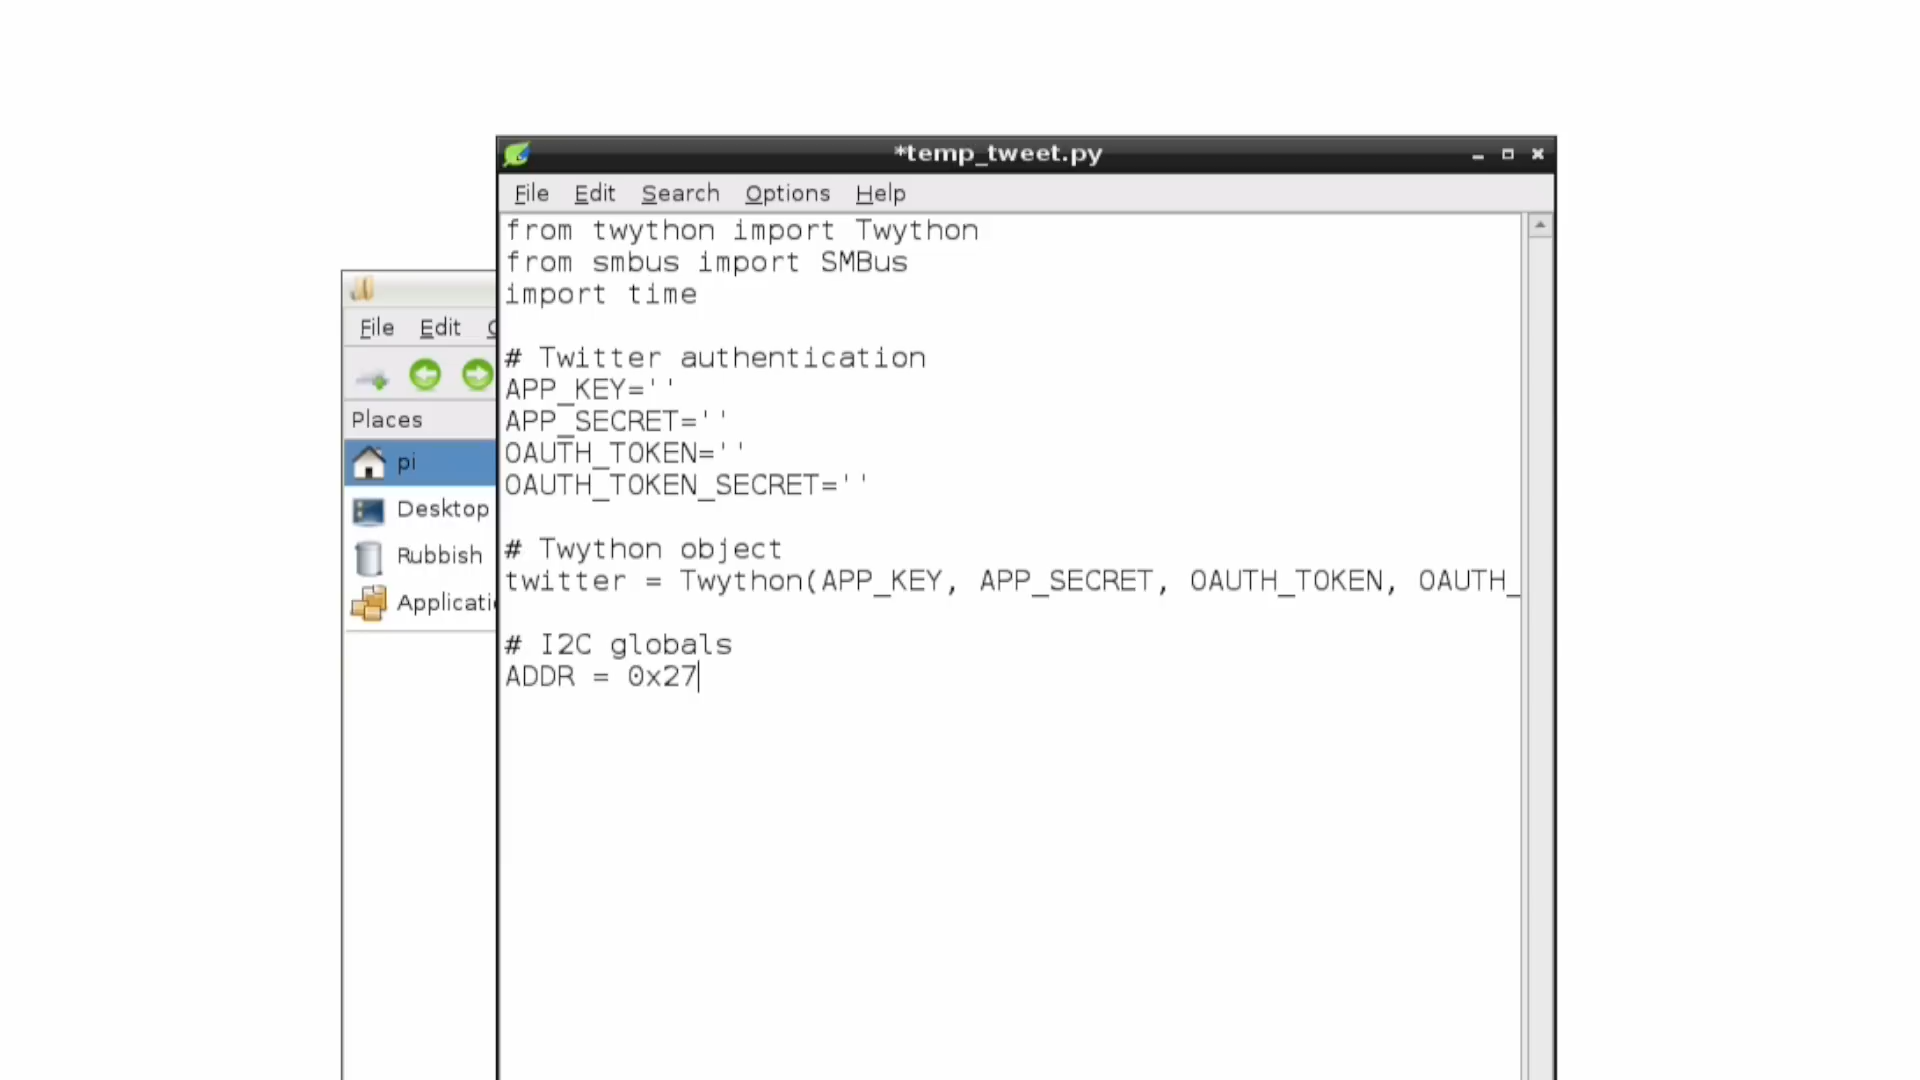 *temp_tweet.py
File Edit Search Options Help
from twython import Twython
from smbus import SMBus
import time
# Twitter authentication
APP_KEY=''
APP_SECRET=''
OAUTH_TOKEN=''
OAUTH_TOKEN_SECRET=''
# Twython object
twitter = Twython(APP_KEY, APP_SECRET, OAUTH_TOKEN, OAUTH_
# I2C globals
ADDR = 0x27
File Edit
Places
pi
Desktop
Rubbish
Applicati